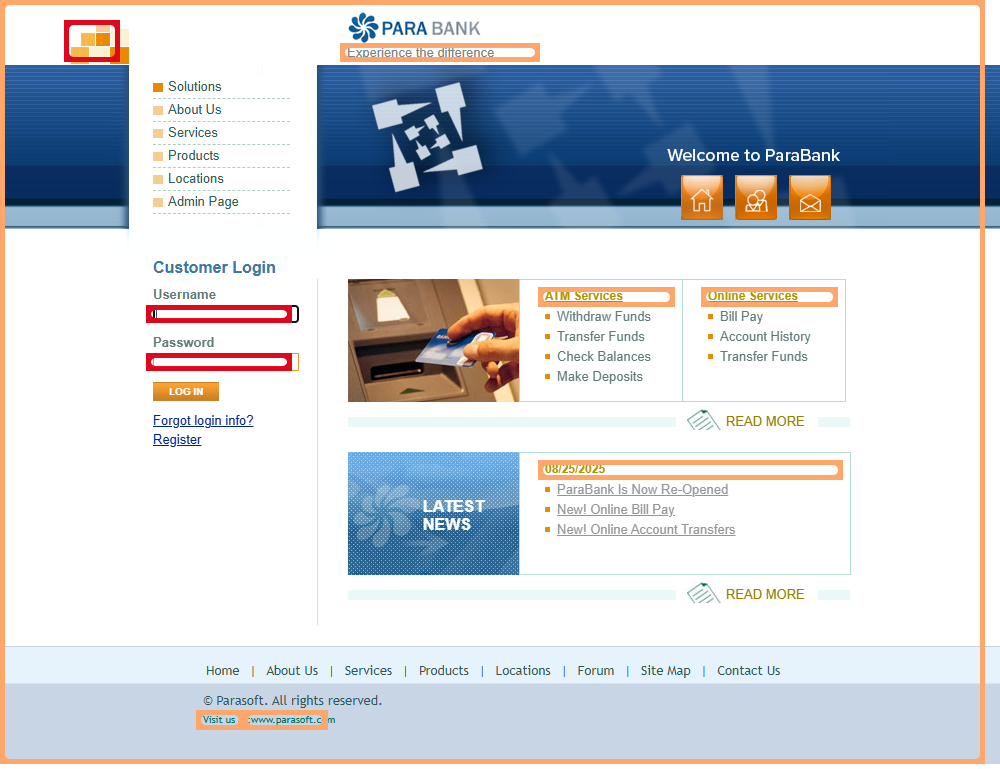 PARA BANK
Experience the difference
Solutions
About Us
Services
Products
Locations
Admin Page
Welcome to ParaBank
Customer Login
Username
Password
LOG IN
Forgot login info?
Register
ATM Services
Withdraw Funds
Transfer Funds
Check Balances
Make Deposits
Online Services
Bill Pay
Account History
Transfer Funds
READ MORE
LATEST
NEWS
08/25/2025
ParaBank Is Now Re-Opened
New! Online Bill Pay
New! Online Account Transfers
READ MORE
Home | About Us | Services | Products | Locations | Forum | Site Map | Contact Us
© Parasoft. All rights reserved.
Visit us :www.parasoft.com